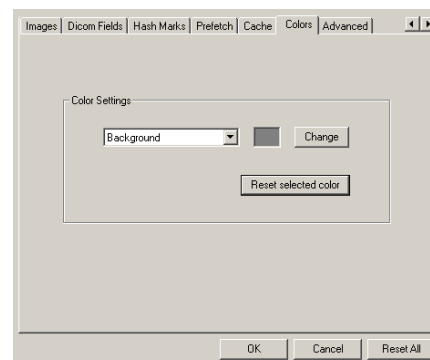 Images Dicom Fields Hash Marks Prefetch Cache Colors Advanced
Color Settings
Background Change
Reset selected color
OK Cancel Reset All